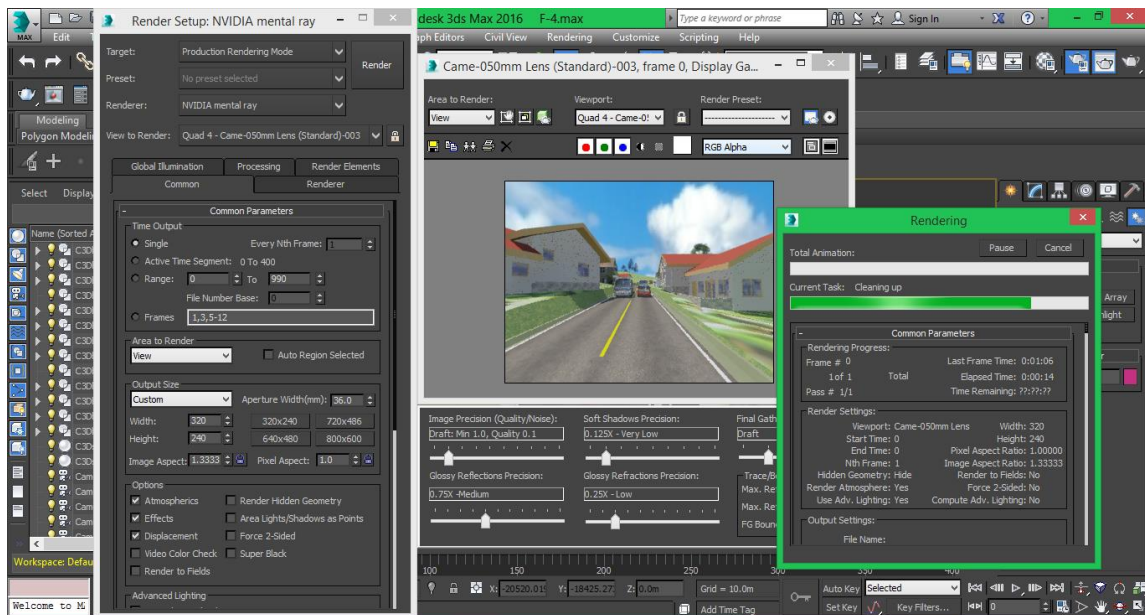 MAX
Render Setup: NVIDIA mental ray
desk 3ds Max 2016 F-4.max
Type a keyword or phrase
Sign In
Edit
ph Editors Civil View Rendering Customize Scripting Help
Modeling
Select Display
Target: Production Rendering Mode
Render
Preset: No preset selected
Renderer: NVIDIA mental ray
View to Render: Quad 4 - Came-050mm Lens (Standard)-003
Global Illumination Processing Render Elements
Common Renderer
- Common Parameters
Time Output
Single Every Nth Frame: 1
Active Time Segment: 0 To 400
Range: 0 To 990
File Number Base: 0
Frames 1,3,5-12
Area to Render
View Auto Region Selected
Output Size
Custom Aperture Width(mm): 36.0
Width: 320 320x240 720x486
Height: 240 640x480 800x600
Image Aspect: 1.3333 Pixel Aspect: 1.0
Options
Atmospherics Render Hidden Geometry
Effects Area Lights/Shadows as Points
Displacement Force 2-Sided
Video Color Check Super Black
Render to Fields
Advanced Lighting
Came-050mm Lens (Standard)-003, frame 0, Display Ga...
Area to Render: Viewport: Render Preset:
View
RGB Alpha
Image Precision (Quality/Noise): Soft Shadows Precision: Final Gath
Draft: Min 1.0, Quality 0.1 0.125X - Very Low Draft
Glossy Reflections Precision: Glossy Refractions Precision:
0.75X -Medium 0.25X - Low
Max. Re
Max. Re
FG Boun
Rendering
Total Animation: Pause Cancel
Current Task: Cleaning up
- Common Parameters
Rendering Progress:
Frame # 0 Last Frame Time: 0:01:06
1 of 1 Total Elapsed Time: 0:00:14
Pass # 1/1 Time Remaining: ??:??:??
Render Settings:
Viewport: Came-050mm Lens Width: 320
Start Time: 0 Height: 240
End Time: 0 Pixel Aspect Ratio: 1.00000
Nth Frame: 1 Image Aspect Ratio: 1.33333
Hidden Geometry: Hide Render to Fields: No
Render Atmosphere: Yes Force 2-Sided: No
Use Adv. Lighting: Yes Compute Adv. Lighting: No
Output Settings:
File Name:
Array
100 150 200 250 300 350 400
Z: 0.0m Grid = 10.0m Auto Key Selected
Add Time Tag Set Key Key Filters... 0
Welcome to M